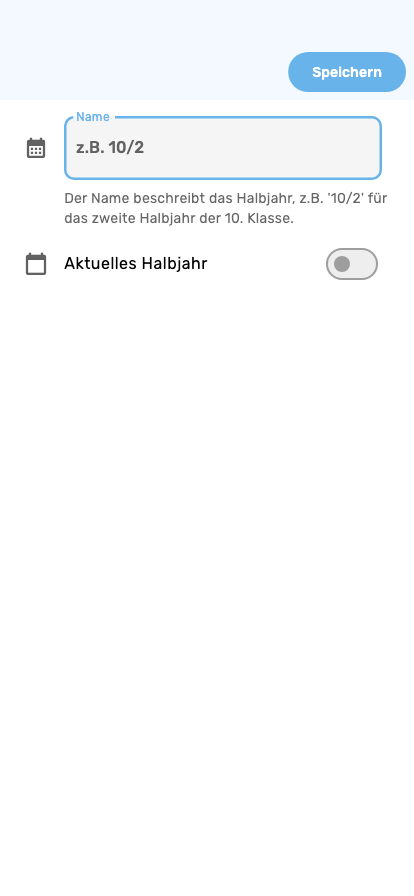 Speichern
Name
z.B. 10/2
Der Name beschreibt das Halbjahr, z.B. '10/2' für
das zweite Halbjahr der 10. Klasse.
Aktuelles Halbjahr